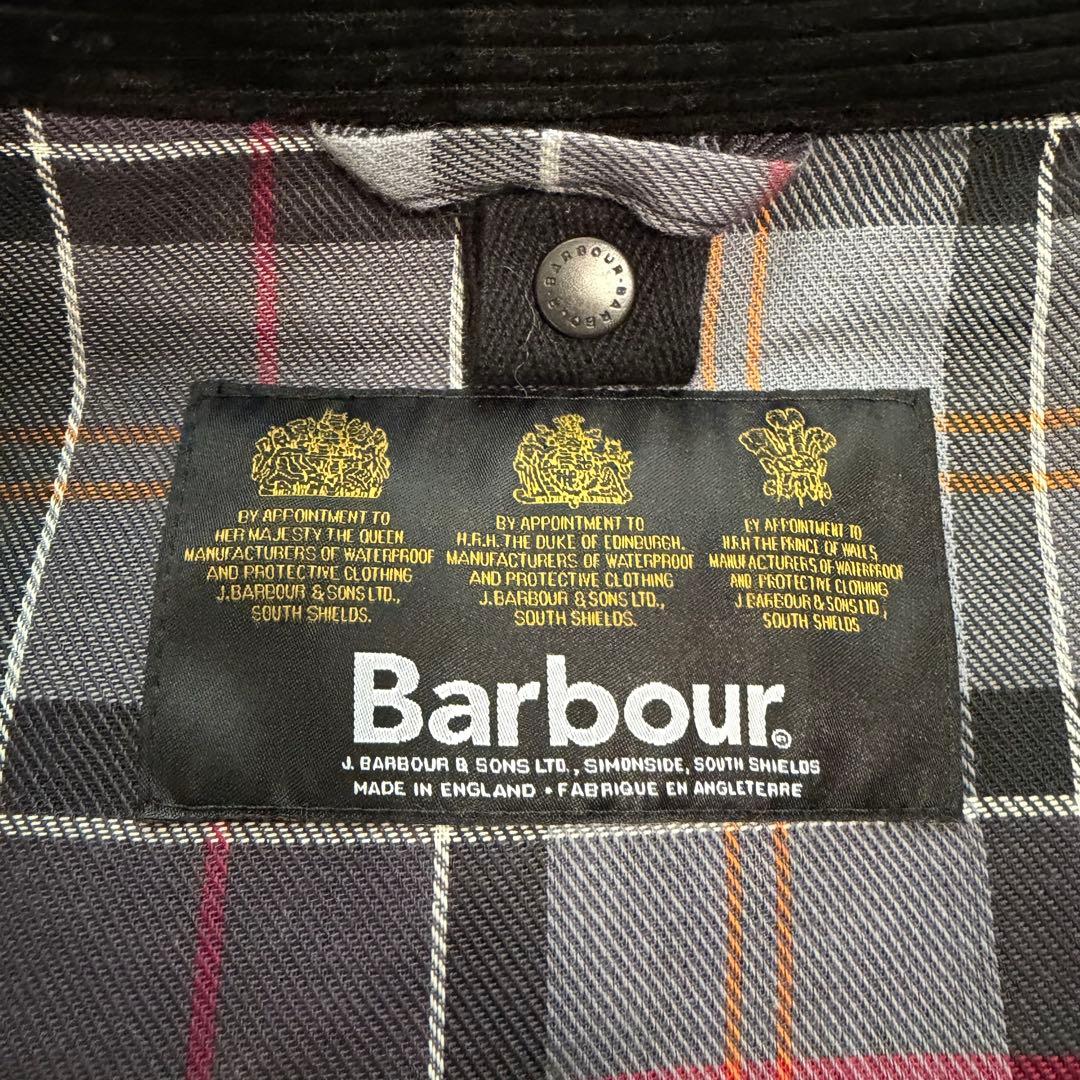 BARBOUR · BARBOUR
BY APPOINTMENT TO
HER MAJESTY THE QUEEN
MANUFACTURERS OF WATERPROOF
AND PROTECTIVE CLOTHING
J.BARBOUR & SONS LTD.,
SOUTH SHIELDS.
BY APPOINTMENT TO
H.R.H. THE DUKE OF EDINBURGH.
MANUFACTURERS OF WATERPROOF
AND PROTECTIVE CLOTHING
J.BARBOUR & SONS LTD.,
SOUTH SHIELDS.
BY APPOINTMENT TO
H.R.H THE PRINCE OF WALES
MANUFACTURERS OF WATERPROOF
AND PROTECTIVE CLOTHING
J.BARBOUR & SONS LTD,
SOUTH SHIELDS
Barbour®
J. BARBOUR & SONS LTD., SIMONSIDE, SOUTH SHIELDS
MADE IN ENGLAND • FABRIQUE EN ANGLETERRE